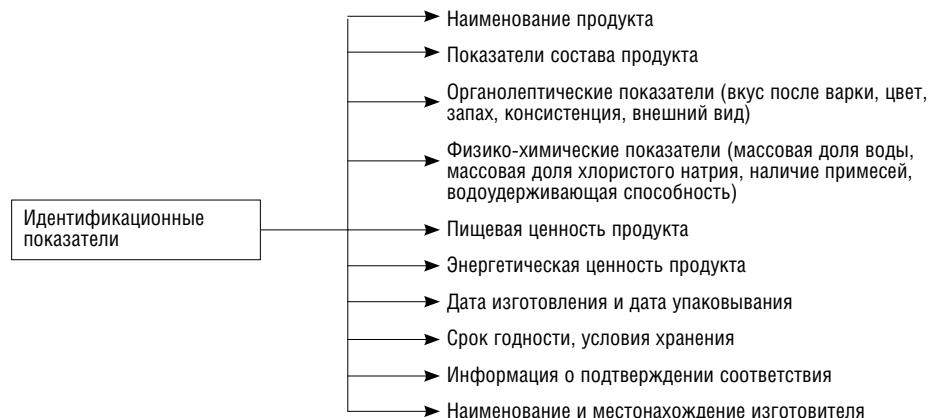 Наименование продукта
Показатели состава продукта
Органолептические показатели (вкус после варки, цвет,
запах, консистенция, внешний вид)
Физико-химические показатели (массовая доля воды,
массовая доля хлористого натрия, наличие примесей,
водоудерживающая способность)
Идентификационные
показатели
Пищевая ценность продукта
Энергетическая ценность продукта
Дата изготовления и дата упаковывания
Срок годности, условия хранения
Информация о подтверждении соответствия
Наименование и местонахождение изготовителя